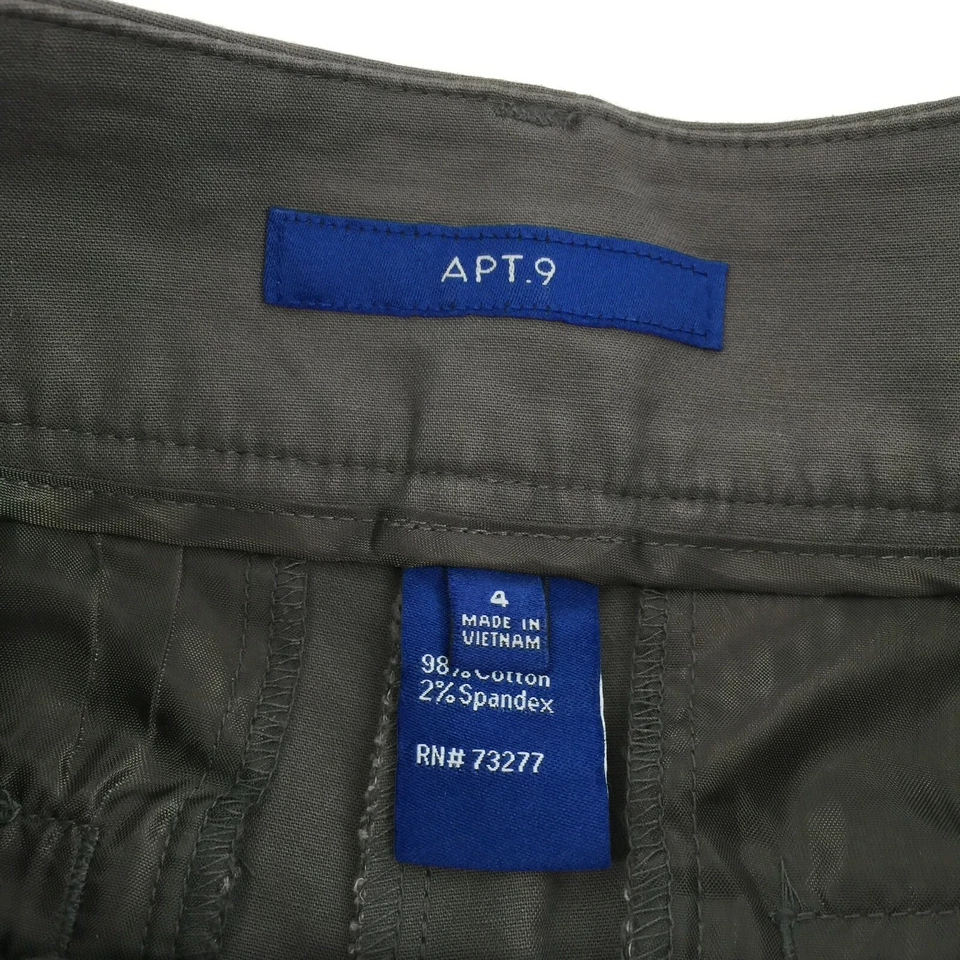 APT.9
4
MADE IN
VIETNAM
98% Cotton
2% Spandex
RN# 73277